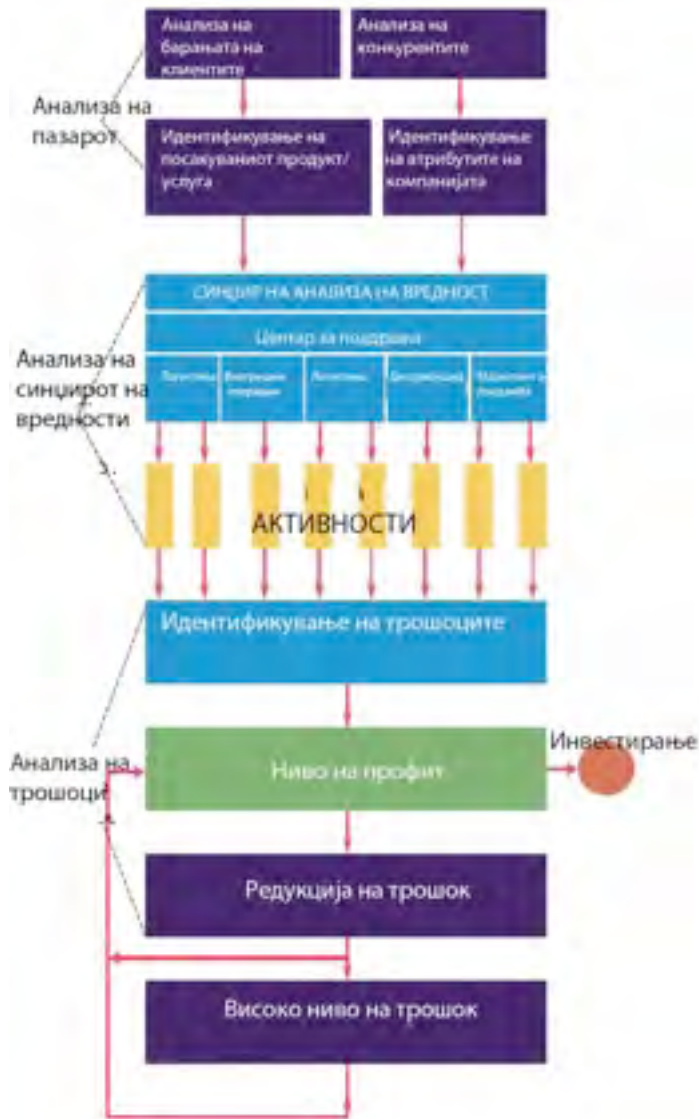 Анализа на
барањата на
клиентите
Анализа на
конкурентите
Анализа на
пазарот
Идентификување на
посакуваниот продукт/
услуга
Идентификување
на атрибутите на
компанијата
СИНЏИР НА АНАЛИЗА НА ВРЕДНОСТ
Центар за поддршка
Анализа на
синџирот на
вредности
АКТИВНОСТИ
Идентификување на трошоците
Анализа на
трошоци
Ниво на профит
Инвестирање
Редукција на трошок
Високо ниво на трошок